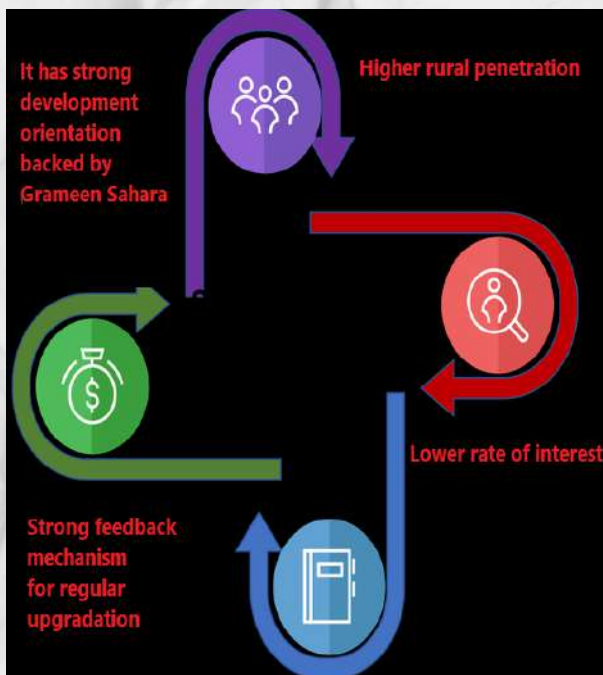 It has strong
development
orientation
backed by
Grameen Sahara
Higher rural penetration
Lower rate of interest
Strong feedback
mechanism
for regular
upgradation
$